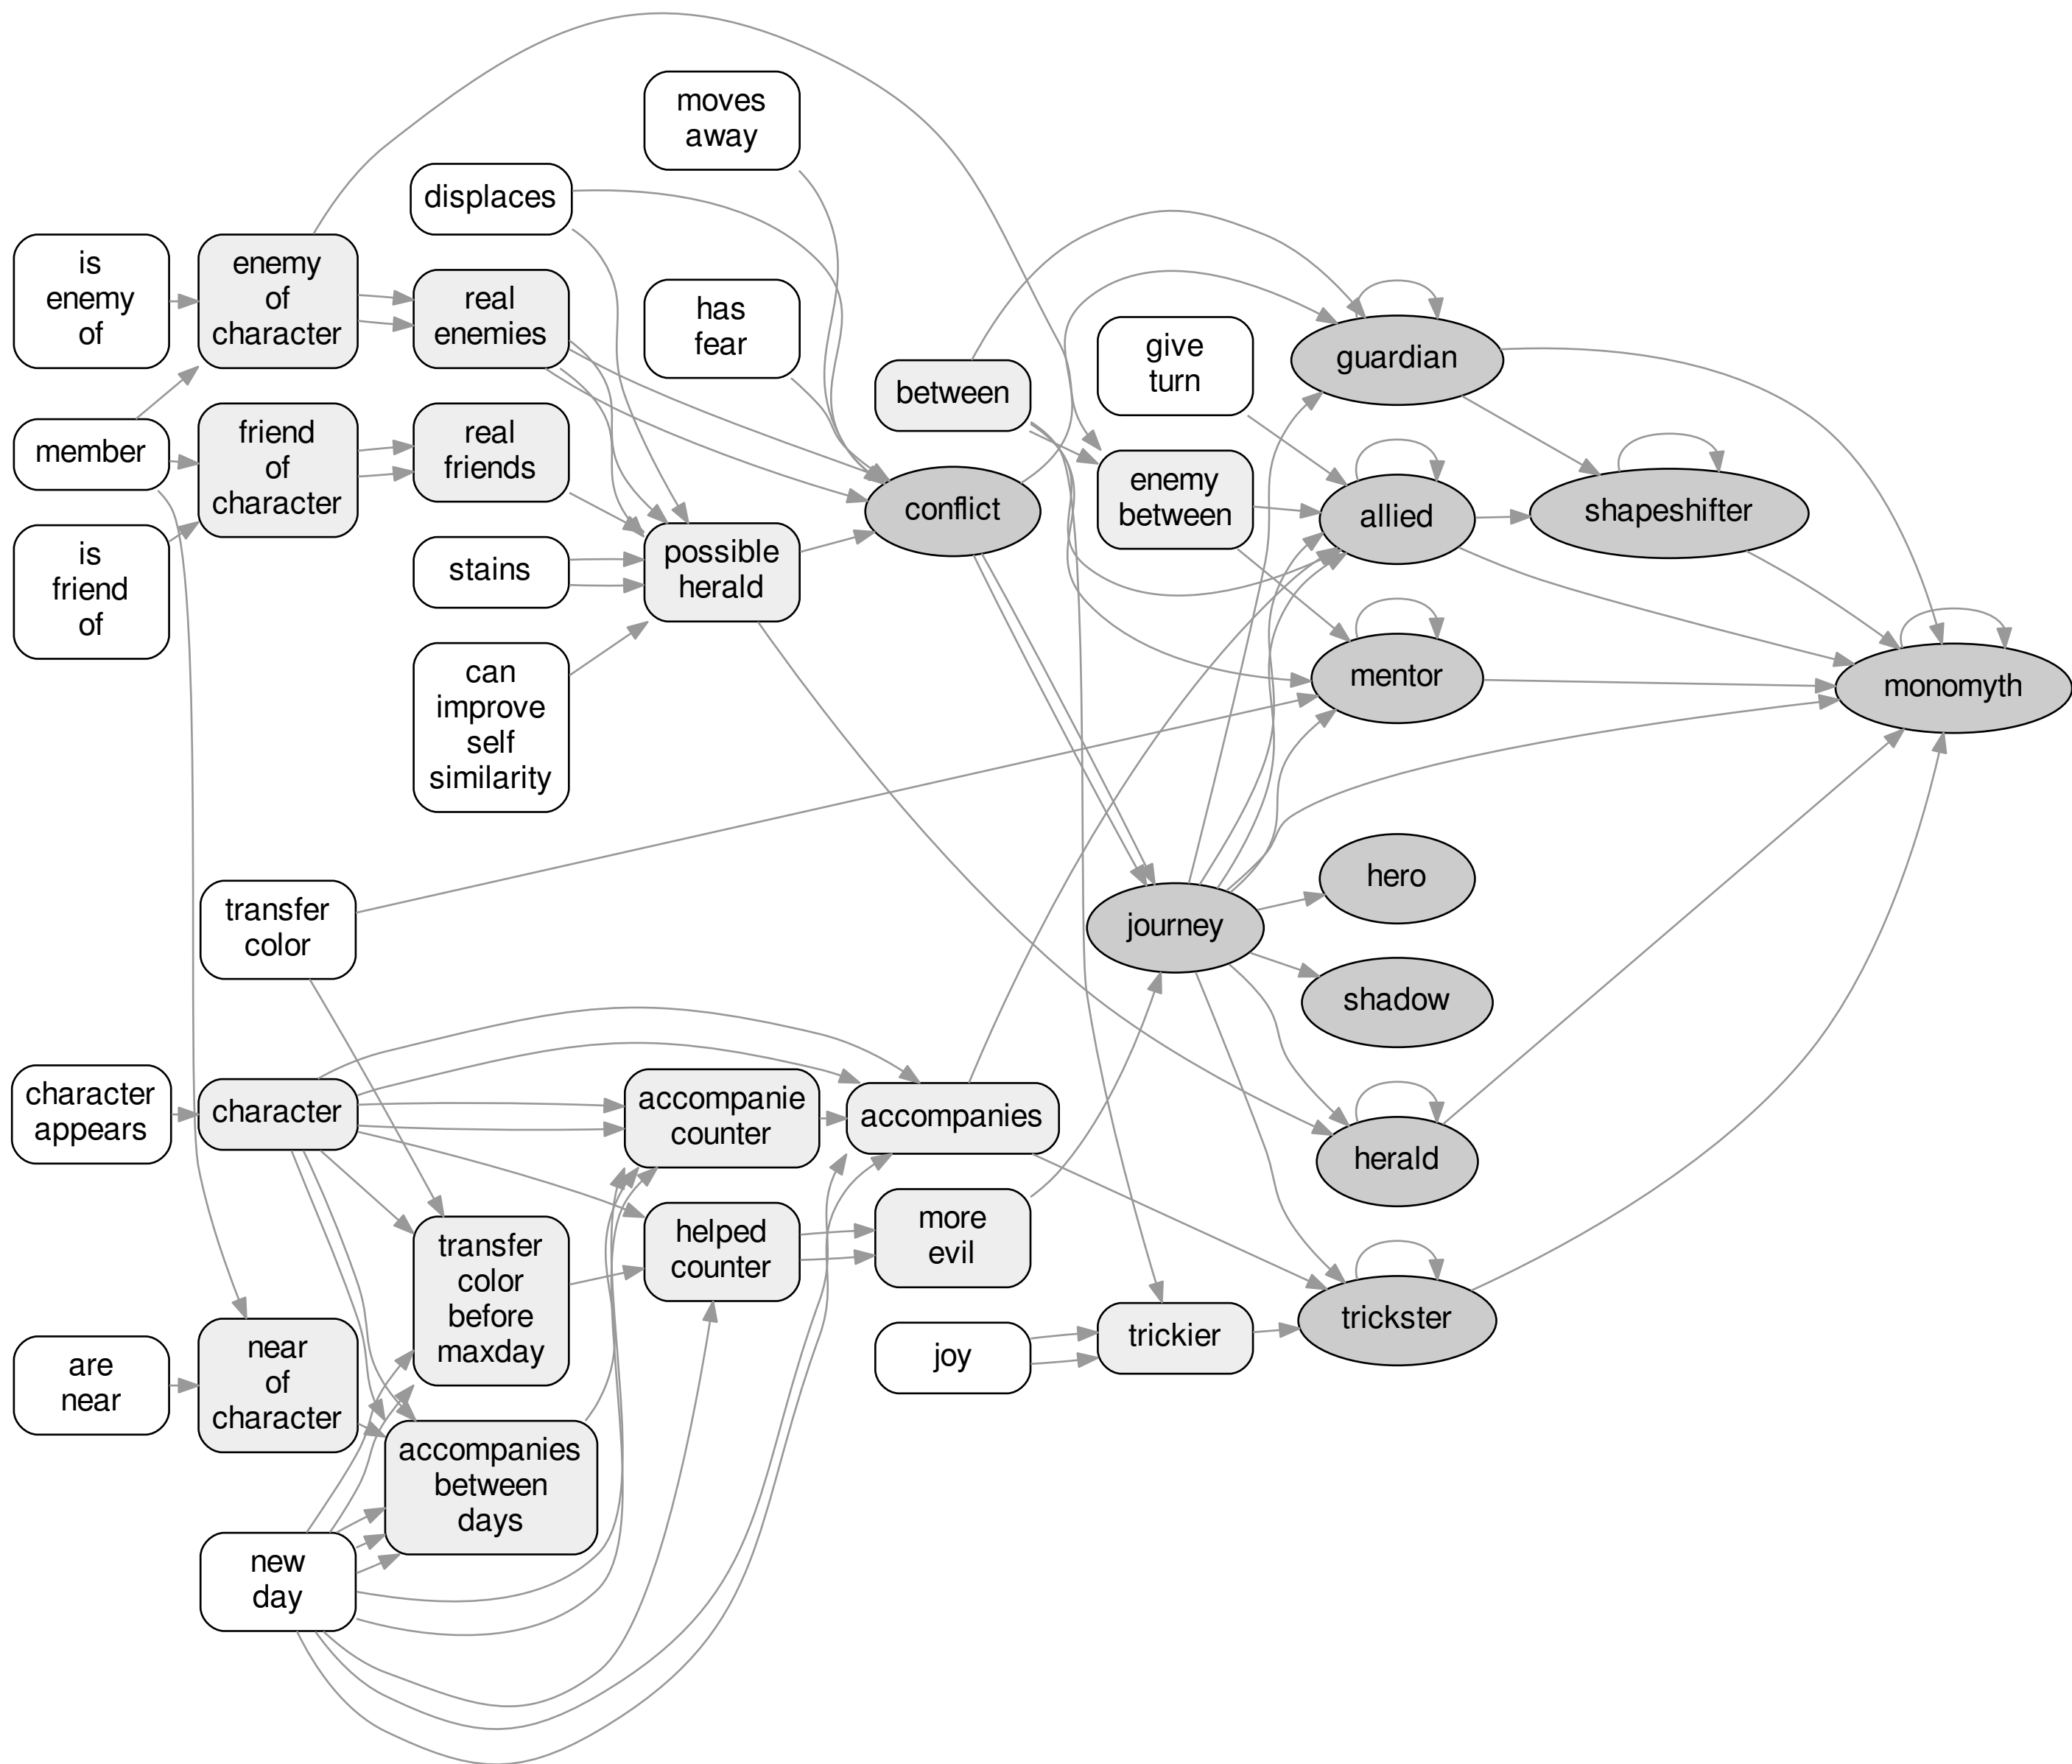 moves
away
displaces
is
enemy
of
enemy
of
character
real
enemies
has
fear
between
give
turn
guardian
member
friend
of
character
real
friends
conflict
enemy
between
allied
shapeshifter
is
friend
of
stains
possible
herald
can
improve
self
similarity
mentor
monomyth
transfer
color
journey
hero
shadow
character
appears
character
accompanie
counter
accompanies
herald
transfer
color
before
maxday
helped
counter
more
evil
are
near
near
of
character
joy
trickier
trickster
accompanies
between
days
new
day